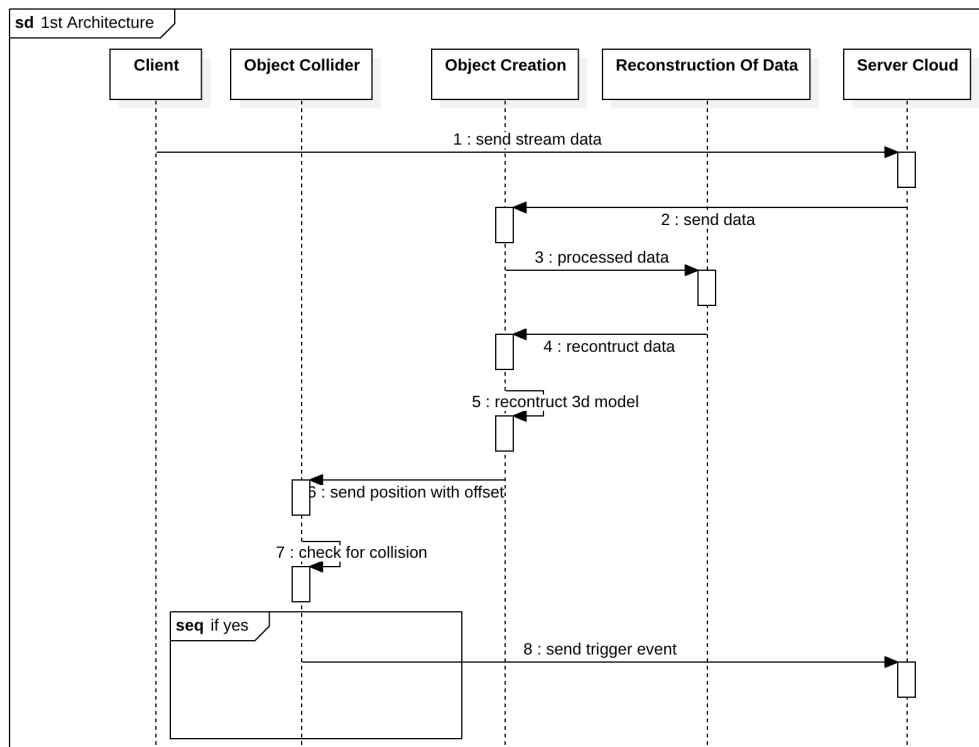 sd 1st Architecture
Client
Object Collider
Object Creation
Reconstruction Of Data
Server Cloud
1 : send stream data
2 : send data
3 : processed data
4 : recontruct data
5 : recontruct 3d model
6 : send position with offset
7 : check for collision
seq if yes
8 : send trigger event